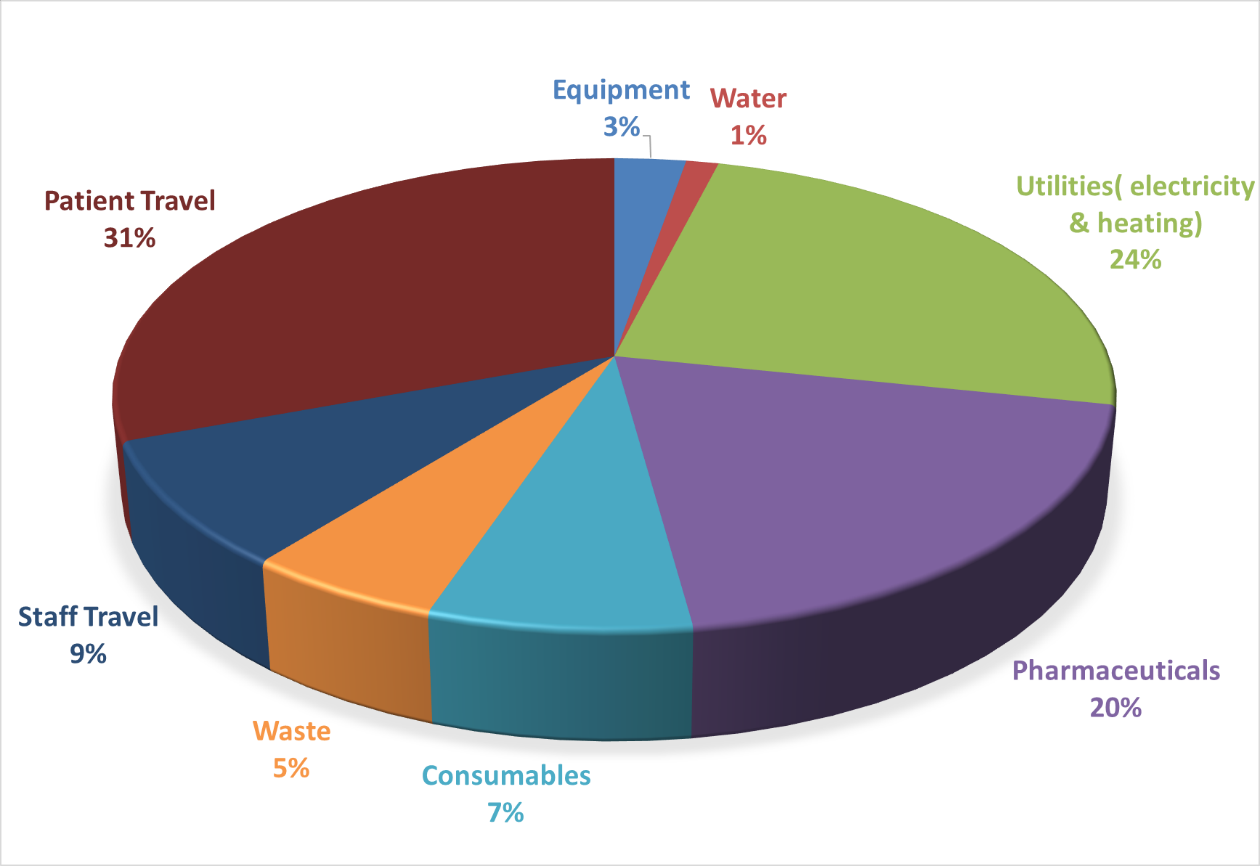 Equipment
3%
Water
1%
Utilities( electricity
& heating)
24%
Patient Travel
31%
Staff Travel
9%
Pharmaceuticals
20%
Waste
5%
Consumables
7%